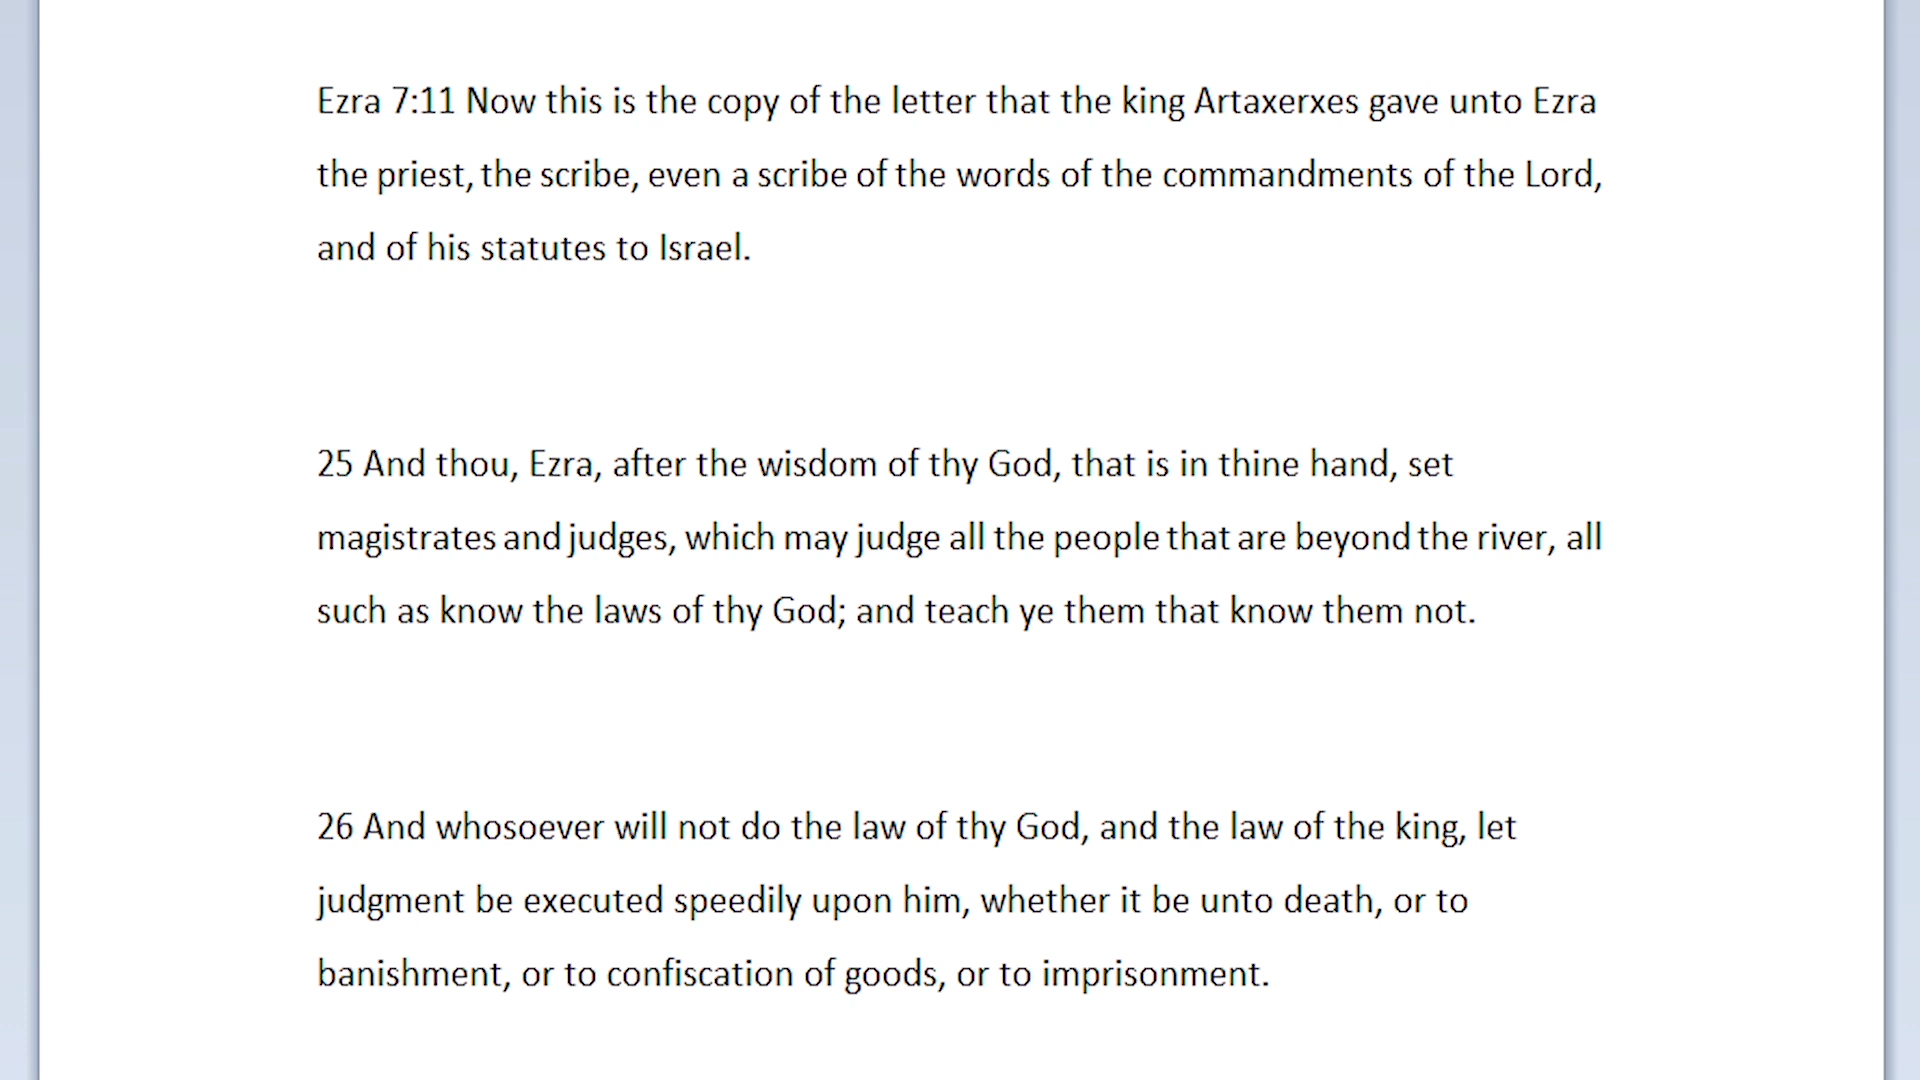 Ezra 7:11 Now this is the copy of the letter that the king Artaxerxes gave unto Ezra
the priest, the scribe, even a scribe of the words of the commandments of the Lord,
and of his statutes to Israel.
25 And thou, Ezra, after the wisdom of thy God, that is in thine hand, set
magistrates and judges, which may judge all the people that are beyond the river, all
such as know the laws of thy God; and teach ye them that know them not.
26 And whosoever will not do the law of thy God, and the law of the king, let
judgment be executed speedily upon him, whether it be unto death, or to
banishment, or to confiscation of goods, or to imprisonment.